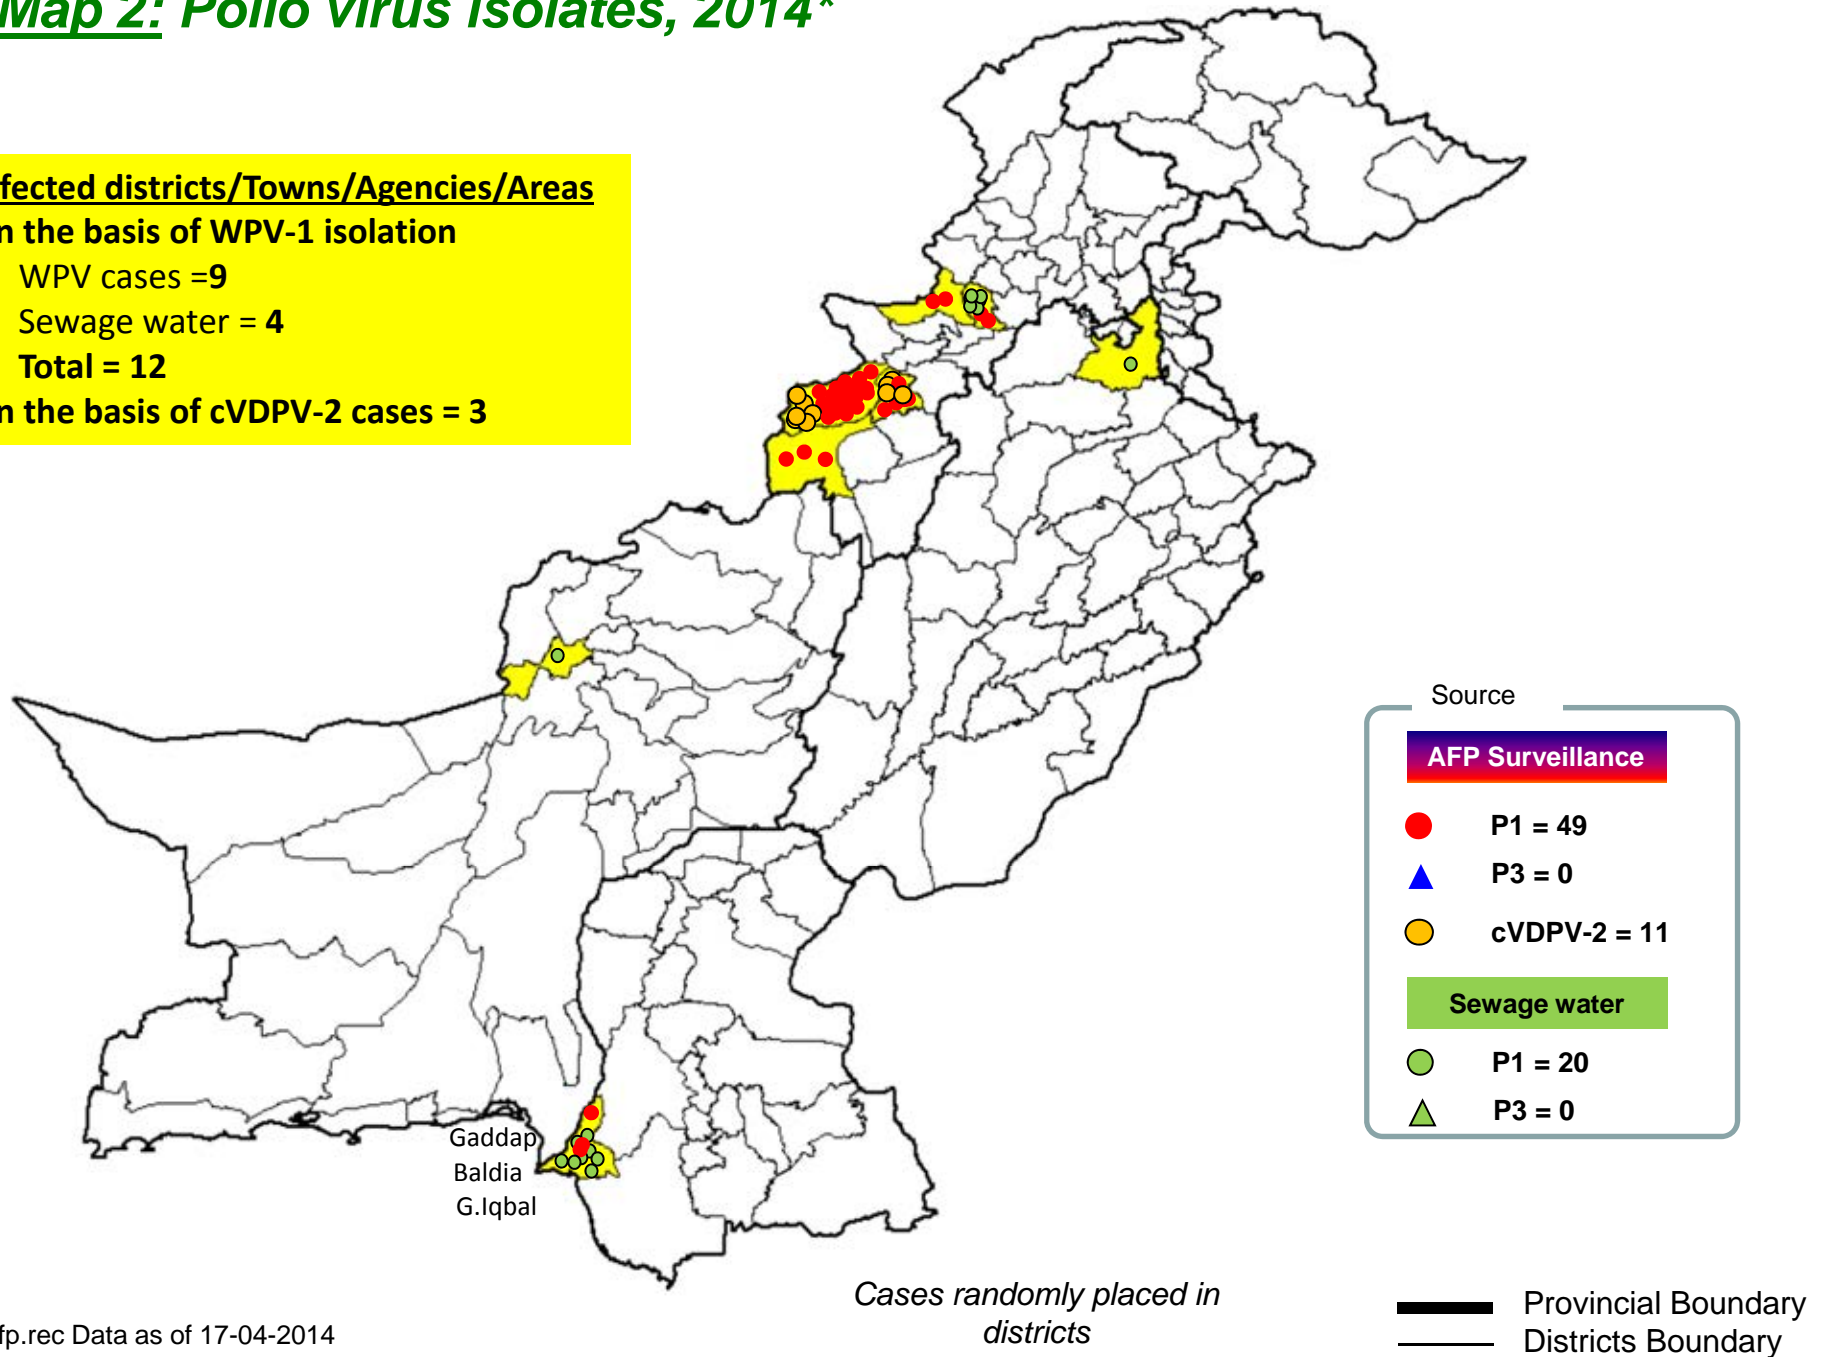 Map 2: Polio virus Isolates, 2014*
fected districts/Towns/Agencies/Areas
n the basis of WPV-1 isolation
WPV cases =9
Sewage water = 4
Total = 12
n the basis of cVDPV-2 cases = 3
Source
AFP Surveillance
P1 = 49
P3 = 0
cVDPV-2 = 11
Sewage water
P1 = 20
P3 = 0
Gaddap
Baldia
G.Iqbal
Cases randomly placed in
districts
Provincial Boundary
Districts Boundary
fp.rec Data as of 17-04-2014